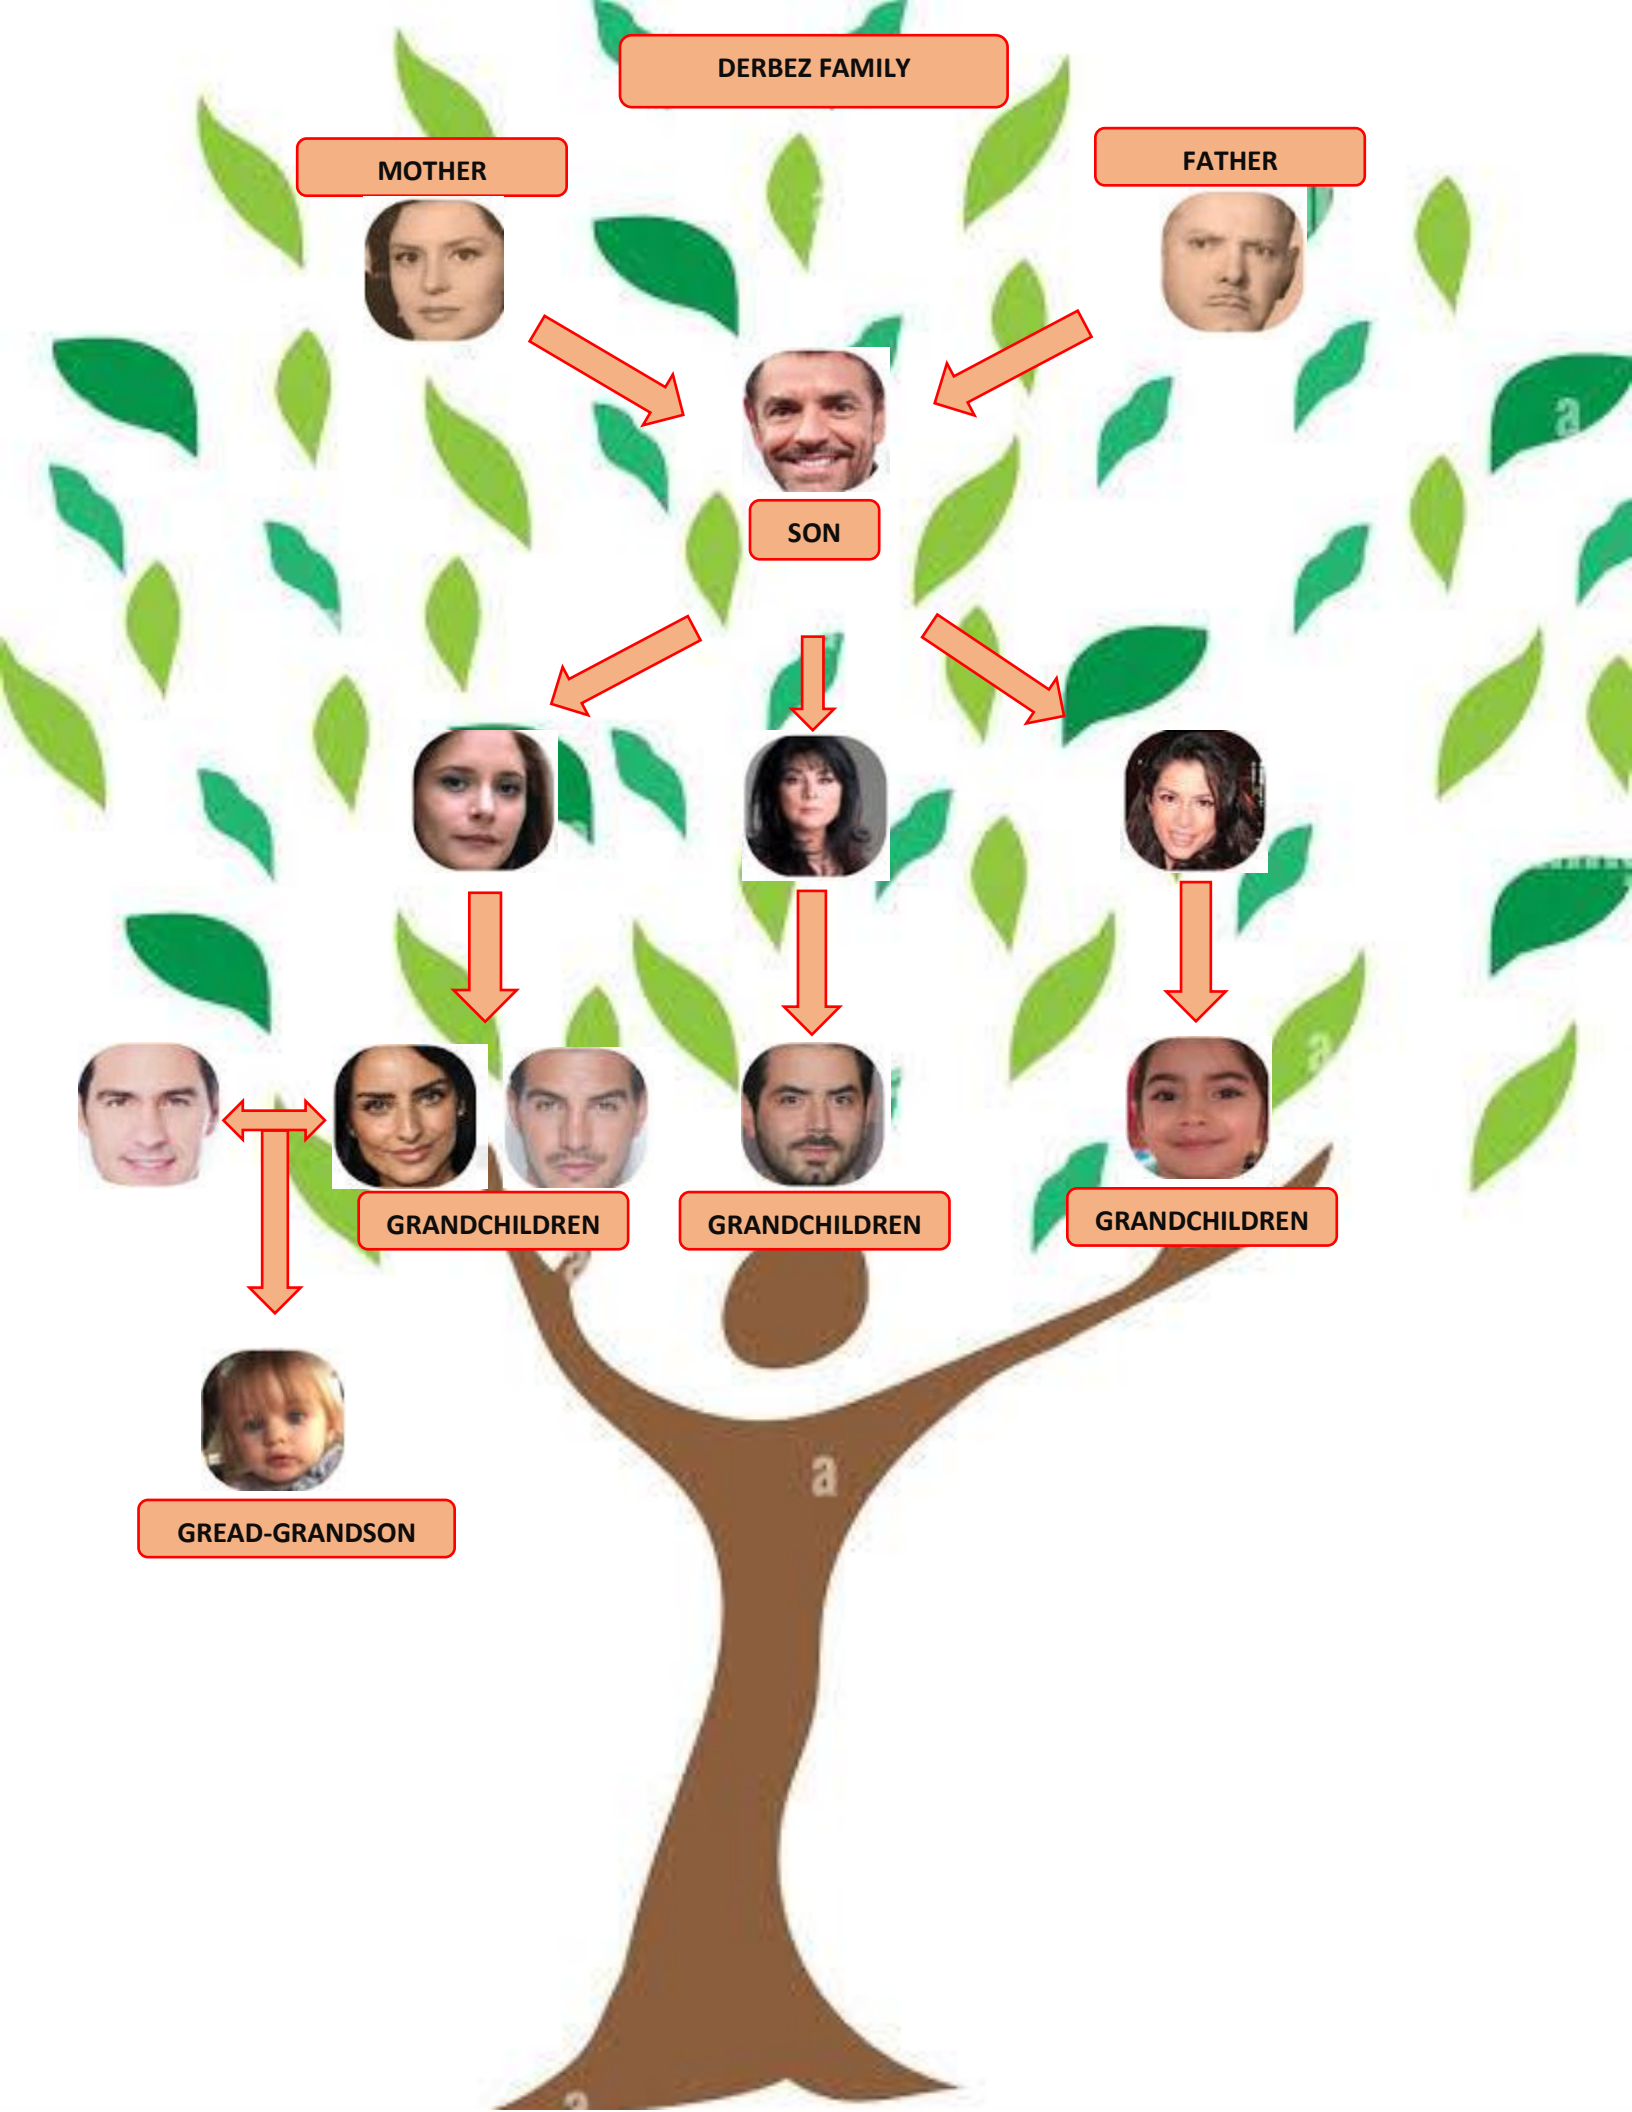 DERBEZ FAMILY
MOTHER
FATHER
SON
GRANDCHILDREN
GRANDCHILDREN
GRANDCHILDREN
GREAD-GRANDSON
a
a
a
a
a